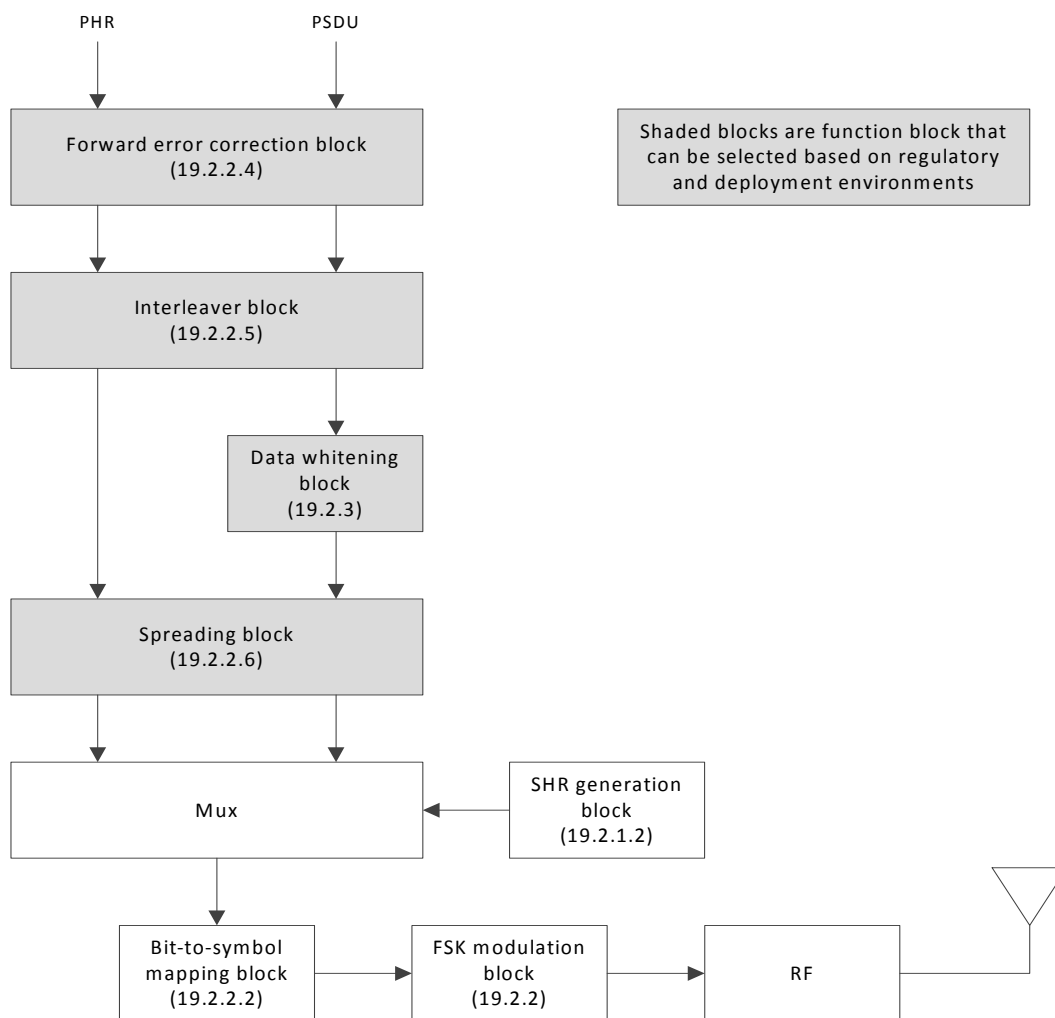 PHR
PSDU
Forward error correction block
(19.2.2.4)
Shaded blocks are function block that
can be selected based on regulatory
and deployment environments
Interleaver block
(19.2.2.5)
Data whitening
block
(19.2.3)
Spreading block
(19.2.2.6)
Mux
SHR generation
block
(19.2.1.2)
Bit-to-symbol
mapping block
(19.2.2.2)
FSK modulation
block
(19.2.2)
RF